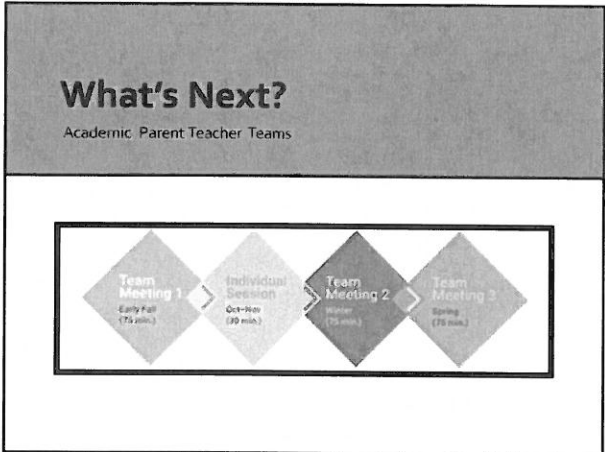 What's Next?
Academic Parent Teacher Teams
Team
Meeting 1
Early Fall
(75 min.)
Individual
Session
Oct-Nov
(30 min.)
Team
Meeting 2
Winter
(75 min.)
Team
Meeting 3
Spring
(75 min.)